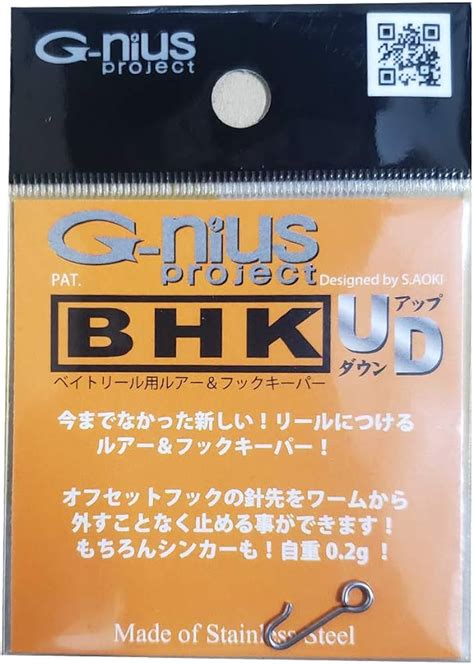 G-nius
project
G-nius
project
PAT.
Designed by S.AOKI
BHK UD
アップ
ダウン
ベイトリール用ルアー＆フックキーパー
今までなかった新しい！リールにつける
ルアー＆フックキーパー！
オフセットフックの針先をワームから
外すことなく止める事ができます！
もちろんシンカーも！自重 0.2g ！
Made of Stainless Steel